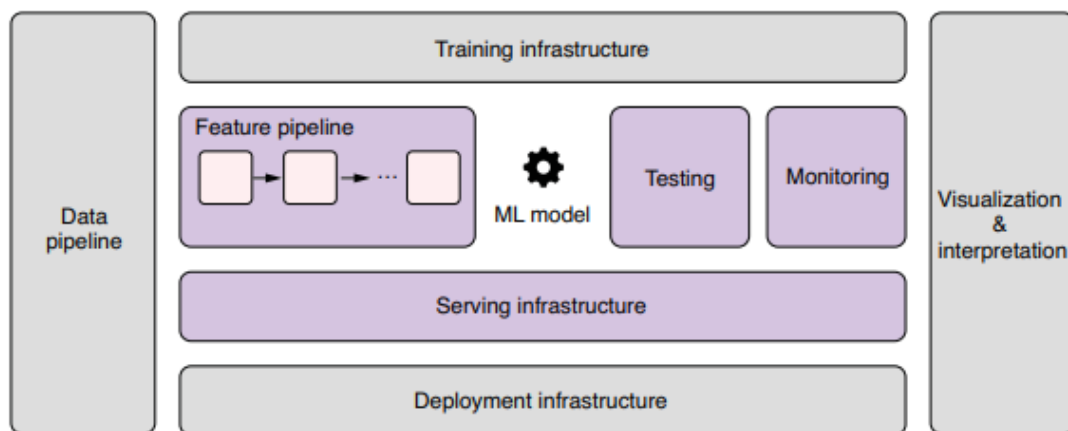 Training infrastructure
Feature pipeline
...
ML model
Testing
Monitoring
Data
pipeline
Visualization
&
interpretation
Serving infrastructure
Deployment infrastructure